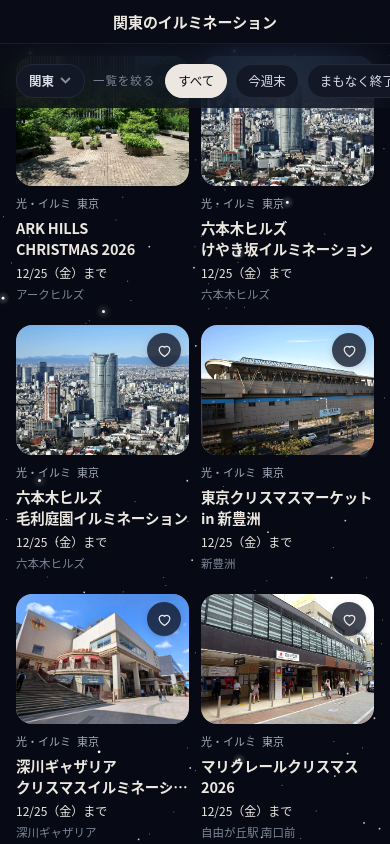 関東のイルミネーション
関東
一覧を絞る
すべて
今週末
まもなく終了
光・イルミ 東京
ARK HILLS
CHRISTMAS 2026
12/25（金）まで
アークヒルズ
光・イルミ 東京
六本木ヒルズ
けやき坂イルミネーション
12/25（金）まで
六本木ヒルズ
光・イルミ 東京
六本木ヒルズ
毛利庭園イルミネーション
12/25（金）まで
六本木ヒルズ
光・イルミ 東京
東京クリスマスマーケット
in 新豊洲
12/25（金）まで
新豊洲
光・イルミ 東京
深川ギャザリア
クリスマスイルミネーシ…
12/25（金）まで
深川ギャザリア
光・イルミ 東京
マリクレールクリスマス
2026
12/25（金）まで
自由が丘駅南口前